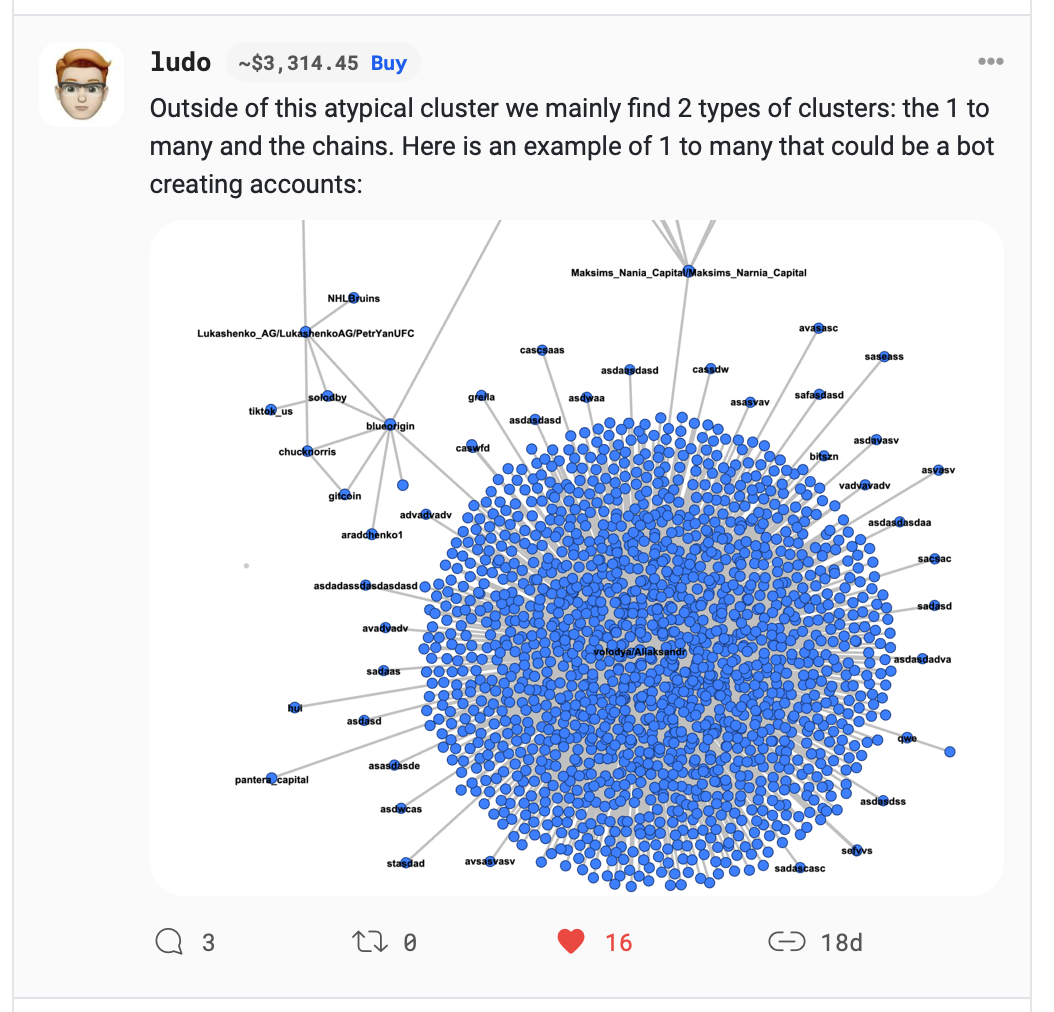 ludo ~$3,314.45 Buy
Outside of this atypical cluster we mainly find 2 types of clusters: the 1 to
many and the chains. Here is an example of 1 to many that could be a bot
creating accounts:
Maksims_Nania_Capital/Maksims_Narnia_Capital
NHLBruins
Lukashenko_AG/LukashenkoAG/PetrYanUFC
avasasc
cascsaas
saseass
asdaasdasd
cassdw
solodby
greila
asdwaa
asasvav
safasdasd
tiktok_us
asdasdasd
blueorigin
asdavasv
chucknorris
caswfd
bitszn
asvasv
gitcoin
vadvavadv
advadvadv
asdasdasdaa
aradchenko1
sacsac
asdadassdasdasdasd
sadasd
avadvadv
volodya/Aliaksandr
asdasdadva
sadaas
hui
asdasd
qwe
asasdasde
pantera_capital
asdasdss
asdwcas
sefvvs
stasdad
avsasvasv
sadascasc
3 0 16 18d